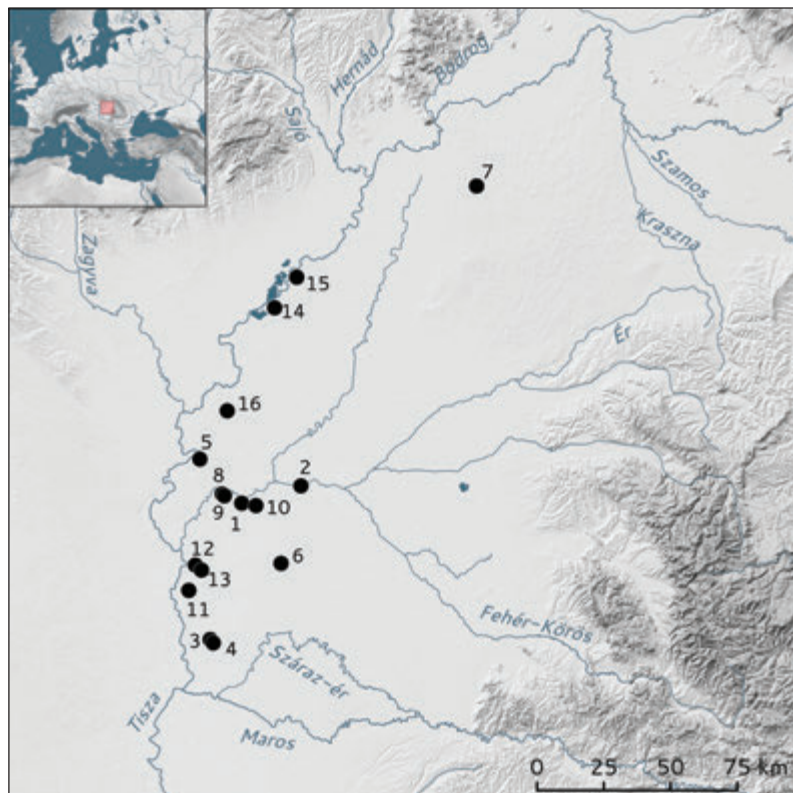 Hernád
Bodrog
Sajó
7
Szamos
Kraszna
Zagyva
15
14
Ér
16
5
2
8
9
1
10
12
13
6
11
Fehér-Körös
3
4
Száraz-ér
Tisza
Maros
0 25 50 75 km